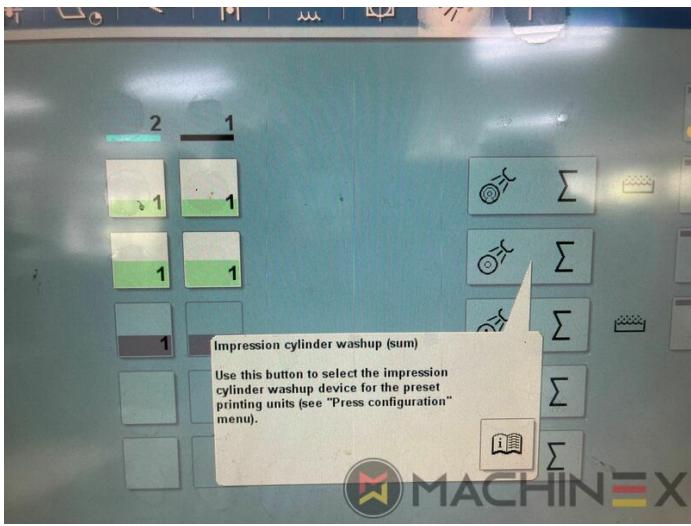 2 1
1 1
Σ
1 1
Σ
1
Σ
Impression cylinder washup (sum)
Use this button to select the impression
cylinder washup device for the preset
printing units (see "Press configuration"
menu).
Σ
i
Σ
MACHINEX